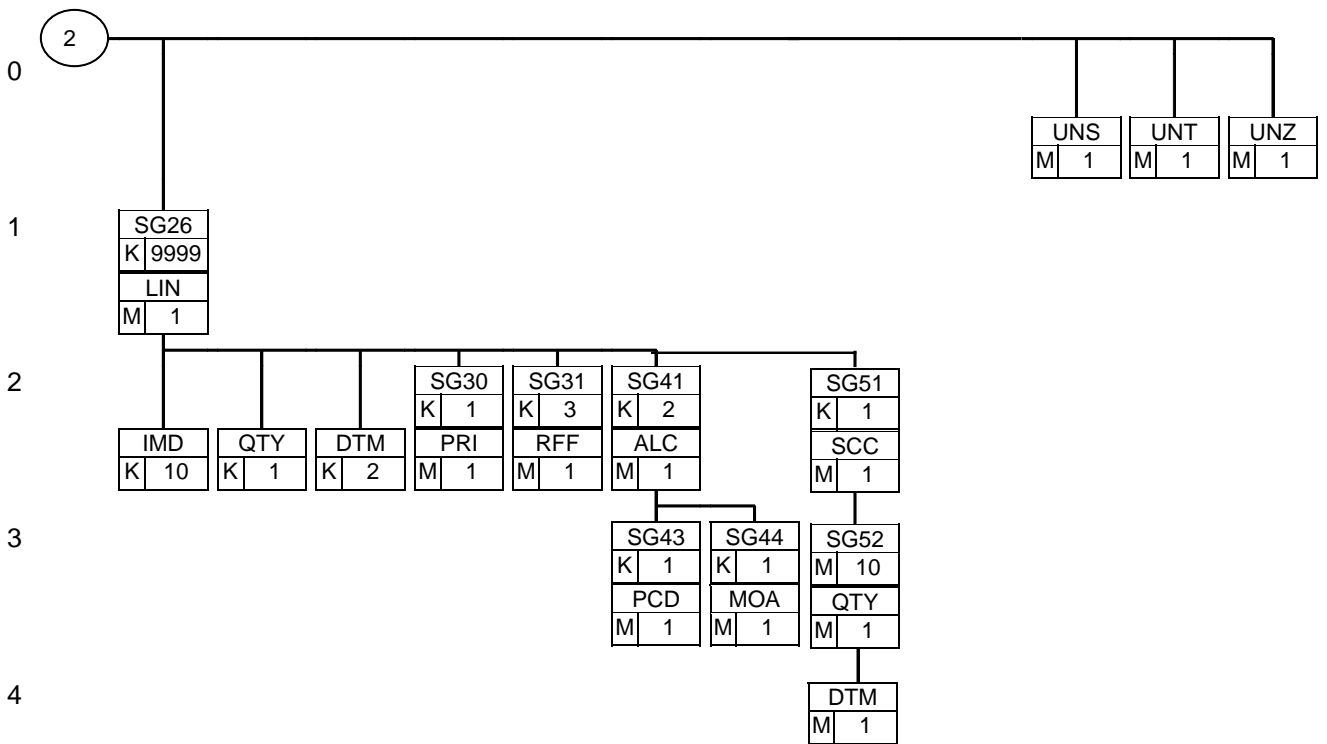 2
0
UNS UNT UNZ
M 1 M 1 M 1
1
SG26
K 9999
LIN
M 1
2
SG30 SG31 SG41 SG51
K 1 K 3 K 2 K 1
IMD QTY DTM PRI RFF ALC SCC
K 10 K 1 K 2 M 1 M 1 M 1 M 1
3
SG43 SG44 SG52
K 1 K 1 M 10
PCD MOA QTY
M 1 M 1 M 1
4
DTM
M 1